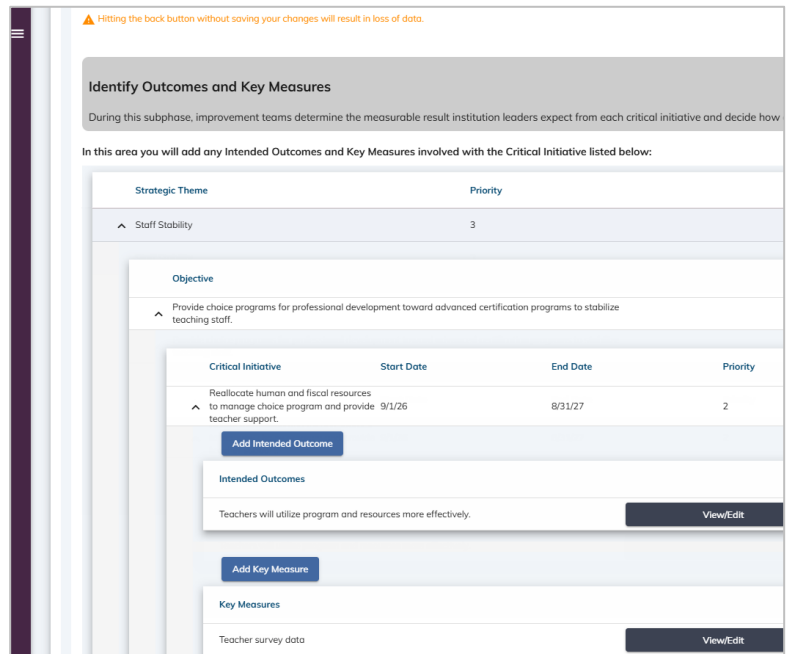 Hitting the back button without saving your changes will result in loss of data.
Identify Outcomes and Key Measures
During this subphase, improvement teams determine the measurable result institution leaders expect from each critical initiative and decide how
In this area you will add any Intended Outcomes and Key Measures involved with the Critical Initiative listed below:
Strategic Theme Priority
Staff Stability 3
Objective
Provide choice programs for professional development toward advanced certification programs to stabilize
teaching staff.
Critical Initiative Start Date End Date Priority
Reallocate human and fiscal resources
to manage choice program and provide 9/1/26 8/31/27 2
teacher support.
Add Intended Outcome
Intended Outcomes
Teachers will utilize program and resources more effectively. View/Edit
Add Key Measure
Key Measures
Teacher survey data View/Edit